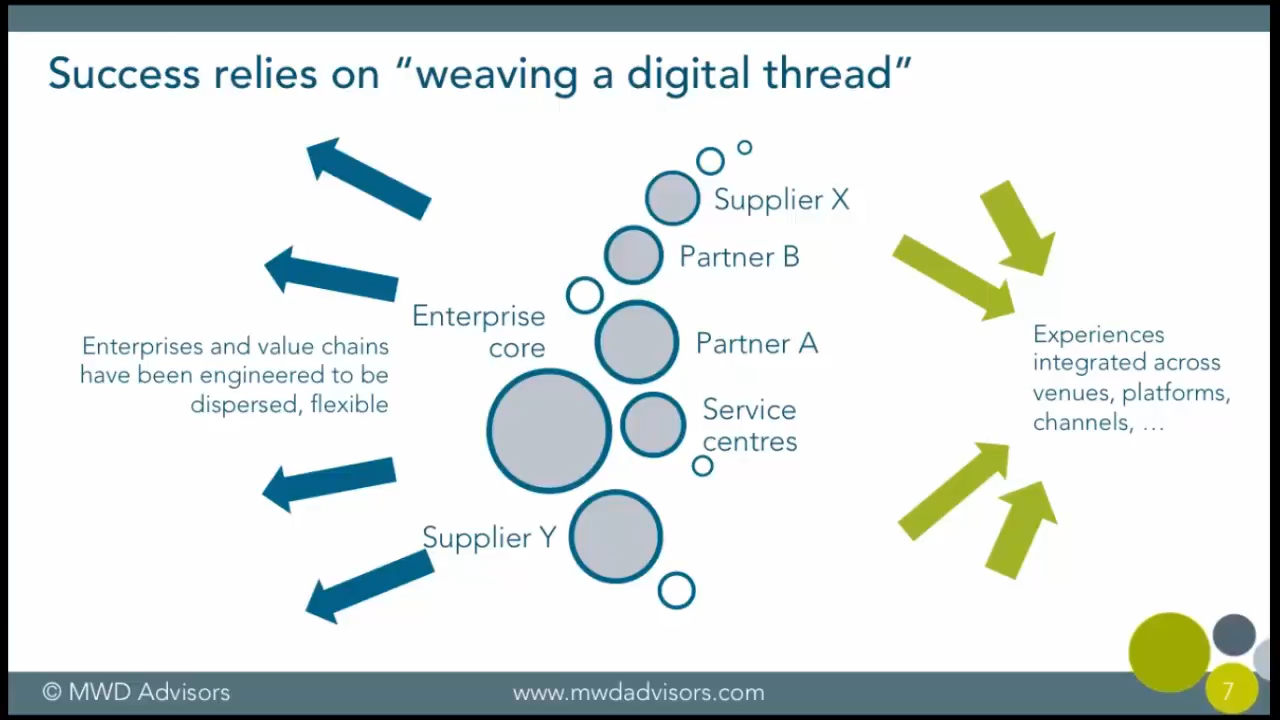 Success relies on “weaving a digital thread”
Supplier X
Partner B
Enterprise
core
Partner A
Enterprises and value chains
have been engineered to be
dispersed, flexible
Experiences
integrated across
venues, platforms,
channels, …
Service
centres
Supplier Y
© MWD Advisors
www.mwdadvisors.com
7